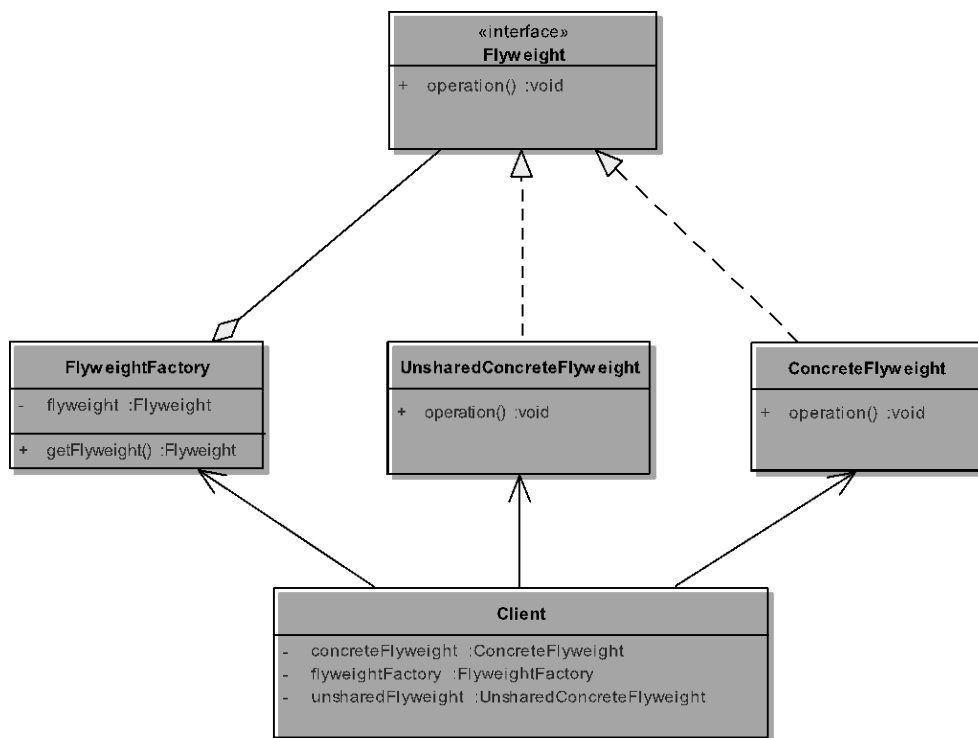 «interface»
Flyweight
+ operation() :void
FlyweightFactory
- flyweight :Flyweight
+ getFlyweight() :Flyweight
UnsharedConcreteFlyweight
+ operation() :void
ConcreteFlyweight
+ operation() :void
Client
- concreteFlyweight :ConcreteFlyweight
- flyweightFactory :FlyweightFactory
- unsharedFlyweight :UnsharedConcreteFlyweight